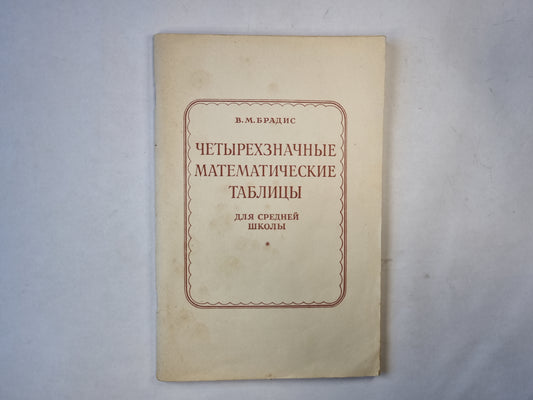 В. М. БРАДИС
ЧЕТЫРЕХЗНАЧНЫЕ
МАТЕМАТИЧЕСКИЕ
ТАБЛИЦЫ
ДЛЯ СРЕДНЕЙ
ШКОЛЫ